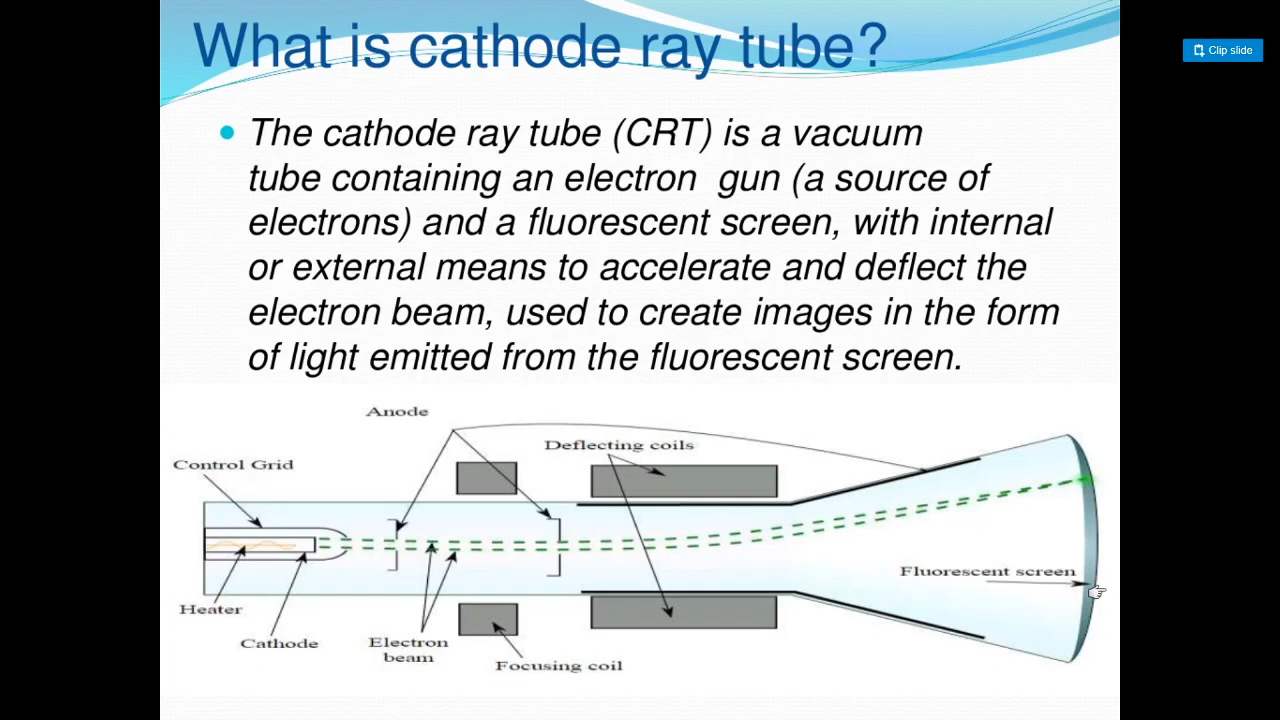 What is cathode ray tube?
Clip slide
The cathode ray tube (CRT) is a vacuum
tube containing an electron gun (a source of
electrons) and a fluorescent screen, with internal
or external means to accelerate and deflect the
electron beam, used to create images in the form
of light emitted from the fluorescent screen.
Anode
Deflecting coils
Control Grid
Fluorescent screen
Heater
Cathode
Electron
beam
Focusing coil